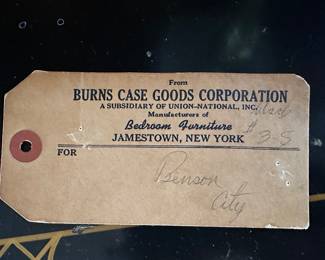 From
BURNS CASE GOODS CORPORATION
A SUBSIDIARY OF UNION-NATIONAL, INC.
Manufacturers of
Bedroom Furniture
JAMESTOWN, NEW YORK
# 35
FOR
Benson
City